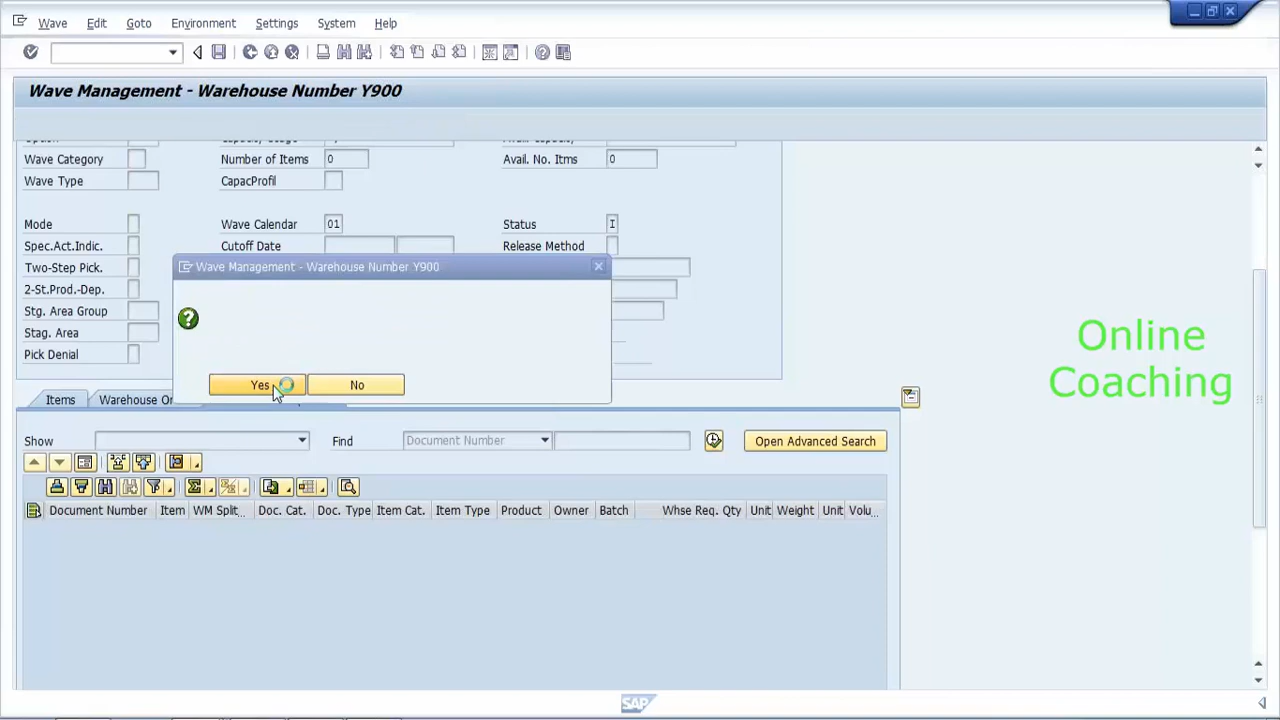 Wave Edit Goto Environment Settings System Help
Wave Management - Warehouse Number Y900
Wave Category Number of Items 0 Avail. No. Itms 0
Wave Type CapacProfil
Mode Wave Calendar 01 Status I
Spec.Act.Indic. Cutoff Date Release Method
Two-Step Pick.
2-St.Prod.-Dep.
Stg. Area Group
Stag. Area
Pick Denial
Wave Management - Warehouse Number Y900
Yes No
Online
Coaching
Items Warehouse Or
Show Find Document Number Open Advanced Search
Document Number Item WM Split... Doc. Cat. Doc. Type Item Cat. Item Type Product Owner Batch Whse Req. Qty Unit Weight Unit Volu...
SAP